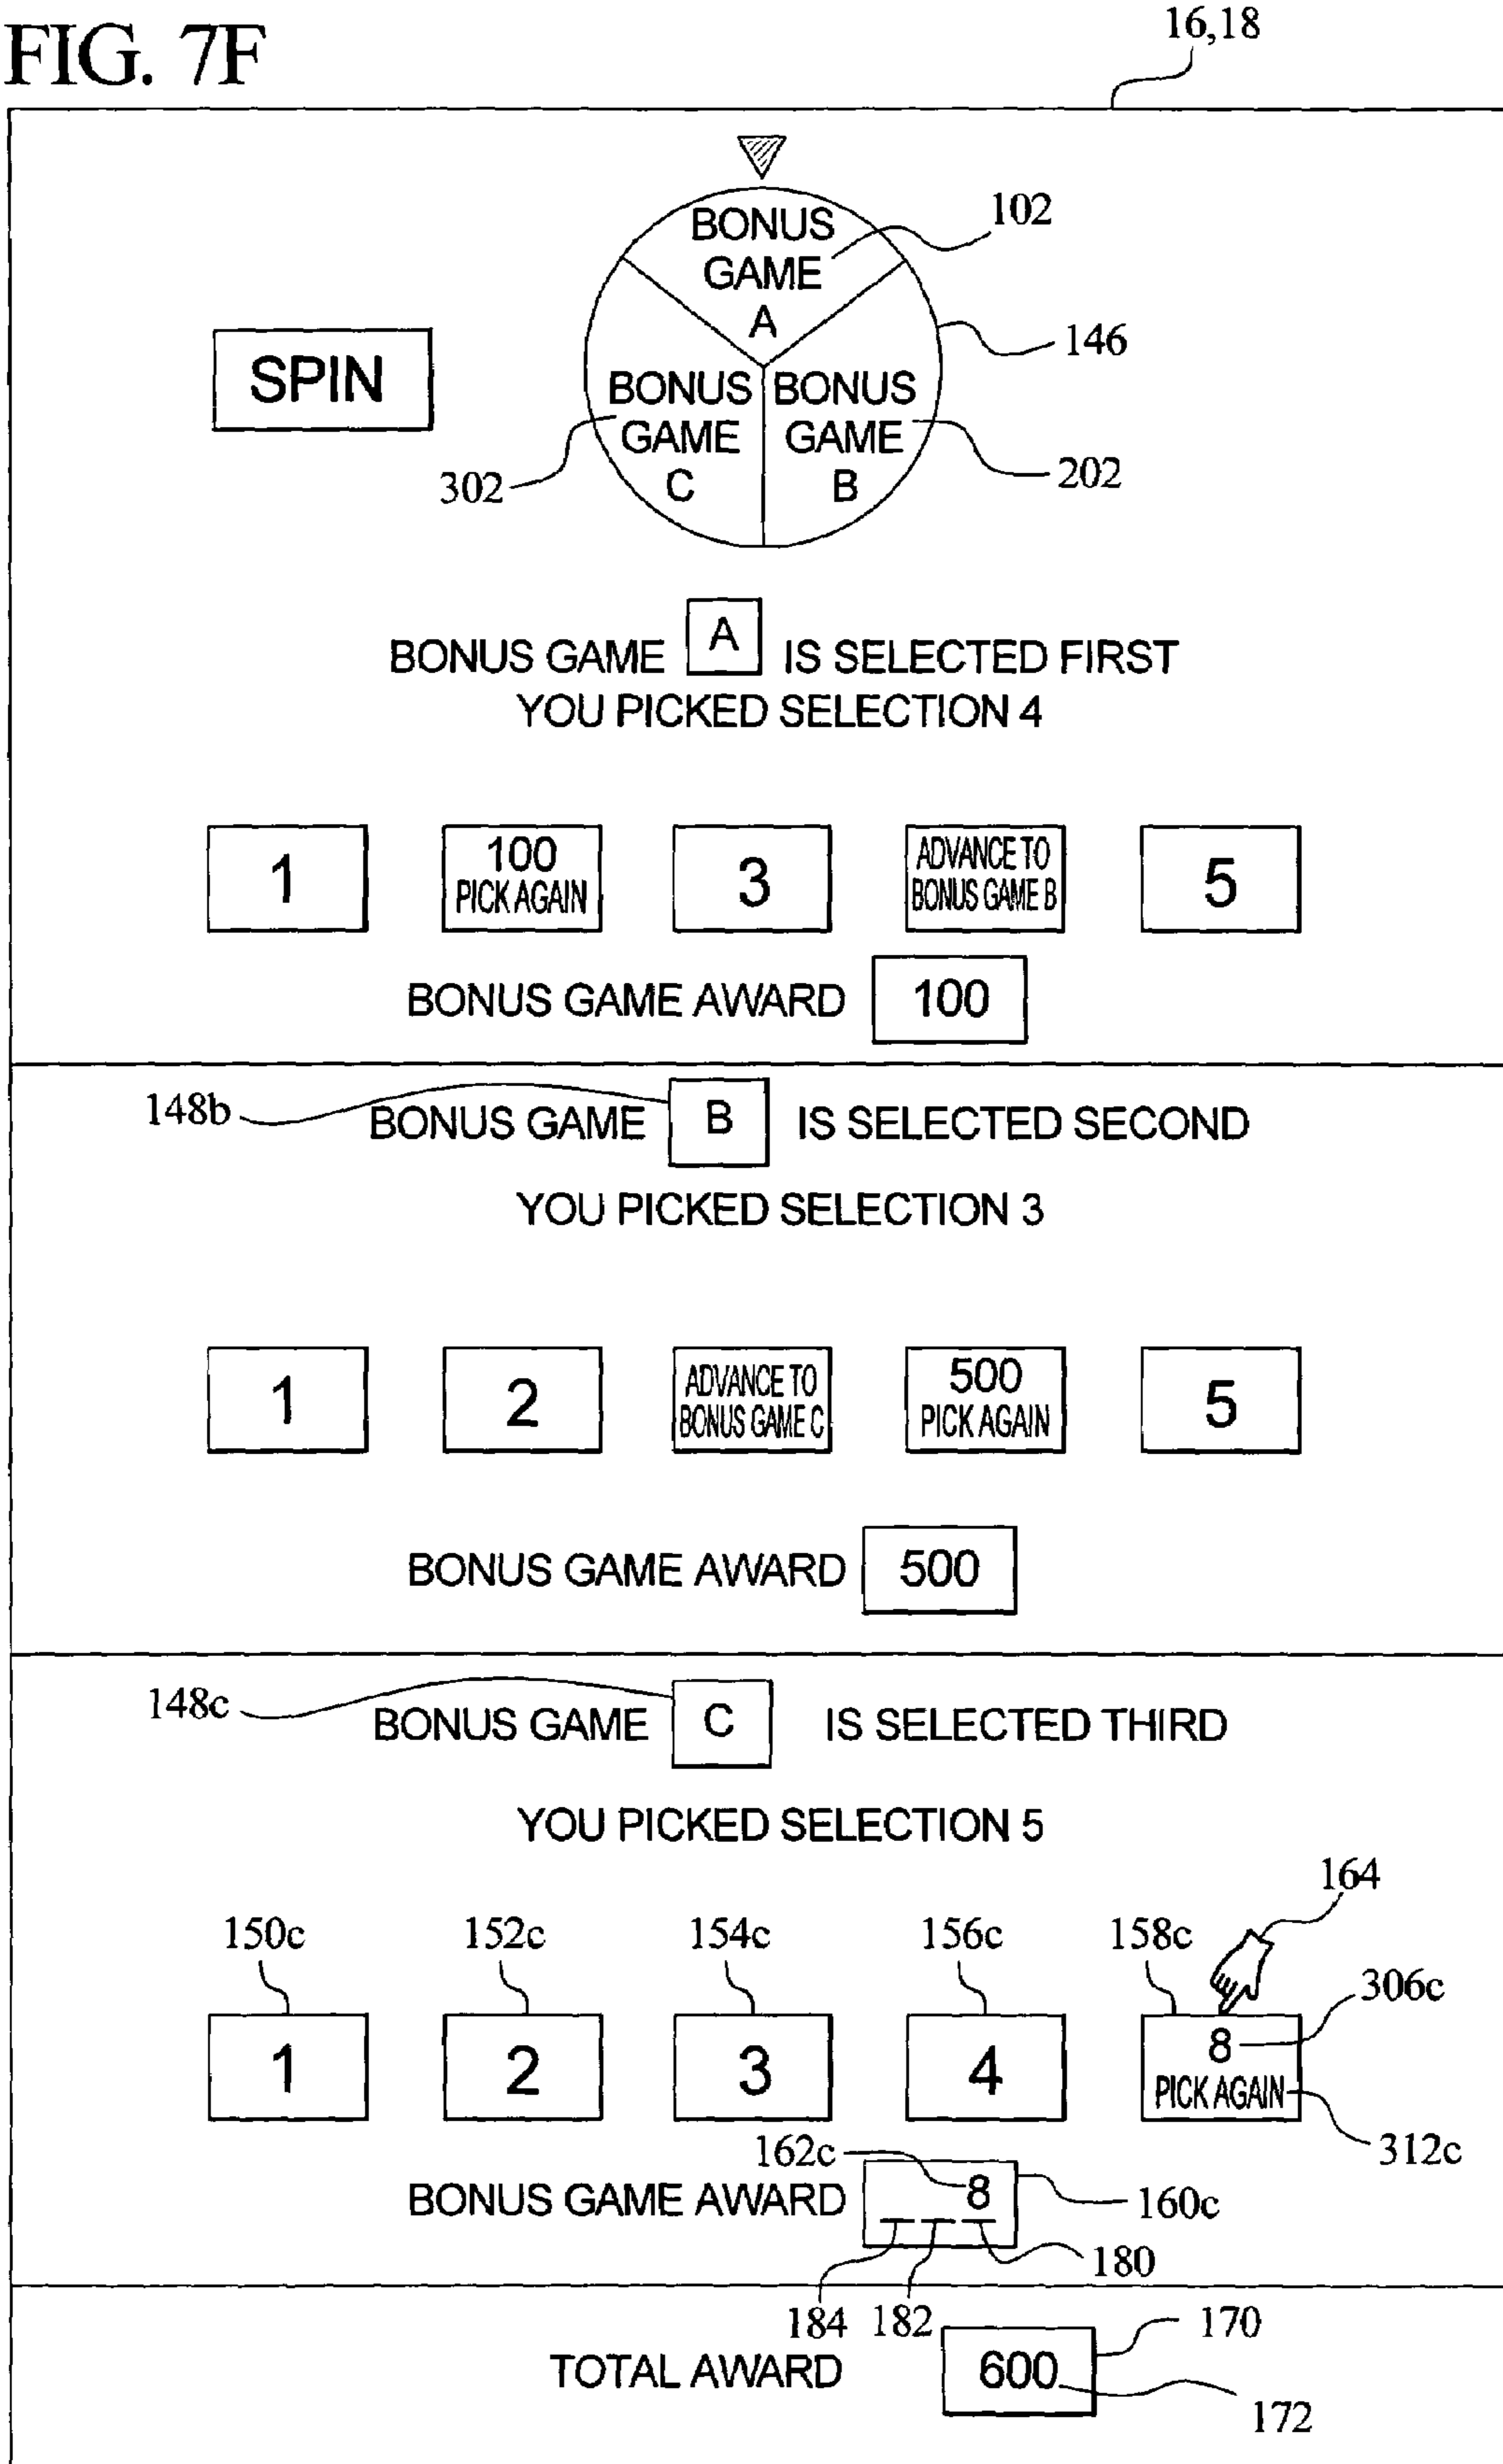 FIG. 7F
16,18
BONUS GAME A
102
146
SPIN
BONUS GAME C
BONUS GAME B
302
202
BONUS GAME A IS SELECTED FIRST
YOU PICKED SELECTION 4
1
100 PICK AGAIN
3
ADVANCE TO BONUS GAME B
5
BONUS GAME AWARD 100
148b
BONUS GAME B IS SELECTED SECOND
YOU PICKED SELECTION 3
1
2
ADVANCE TO BONUS GAME C
500 PICK AGAIN
5
BONUS GAME AWARD 500
148c
BONUS GAME C IS SELECTED THIRD
YOU PICKED SELECTION 5
164
150c 152c 154c 156c 158c
306c
1
2
3
4
8 PICK AGAIN
312c
162c
BONUS GAME AWARD 8
160c
180
184 182
170
TOTAL AWARD 600
172